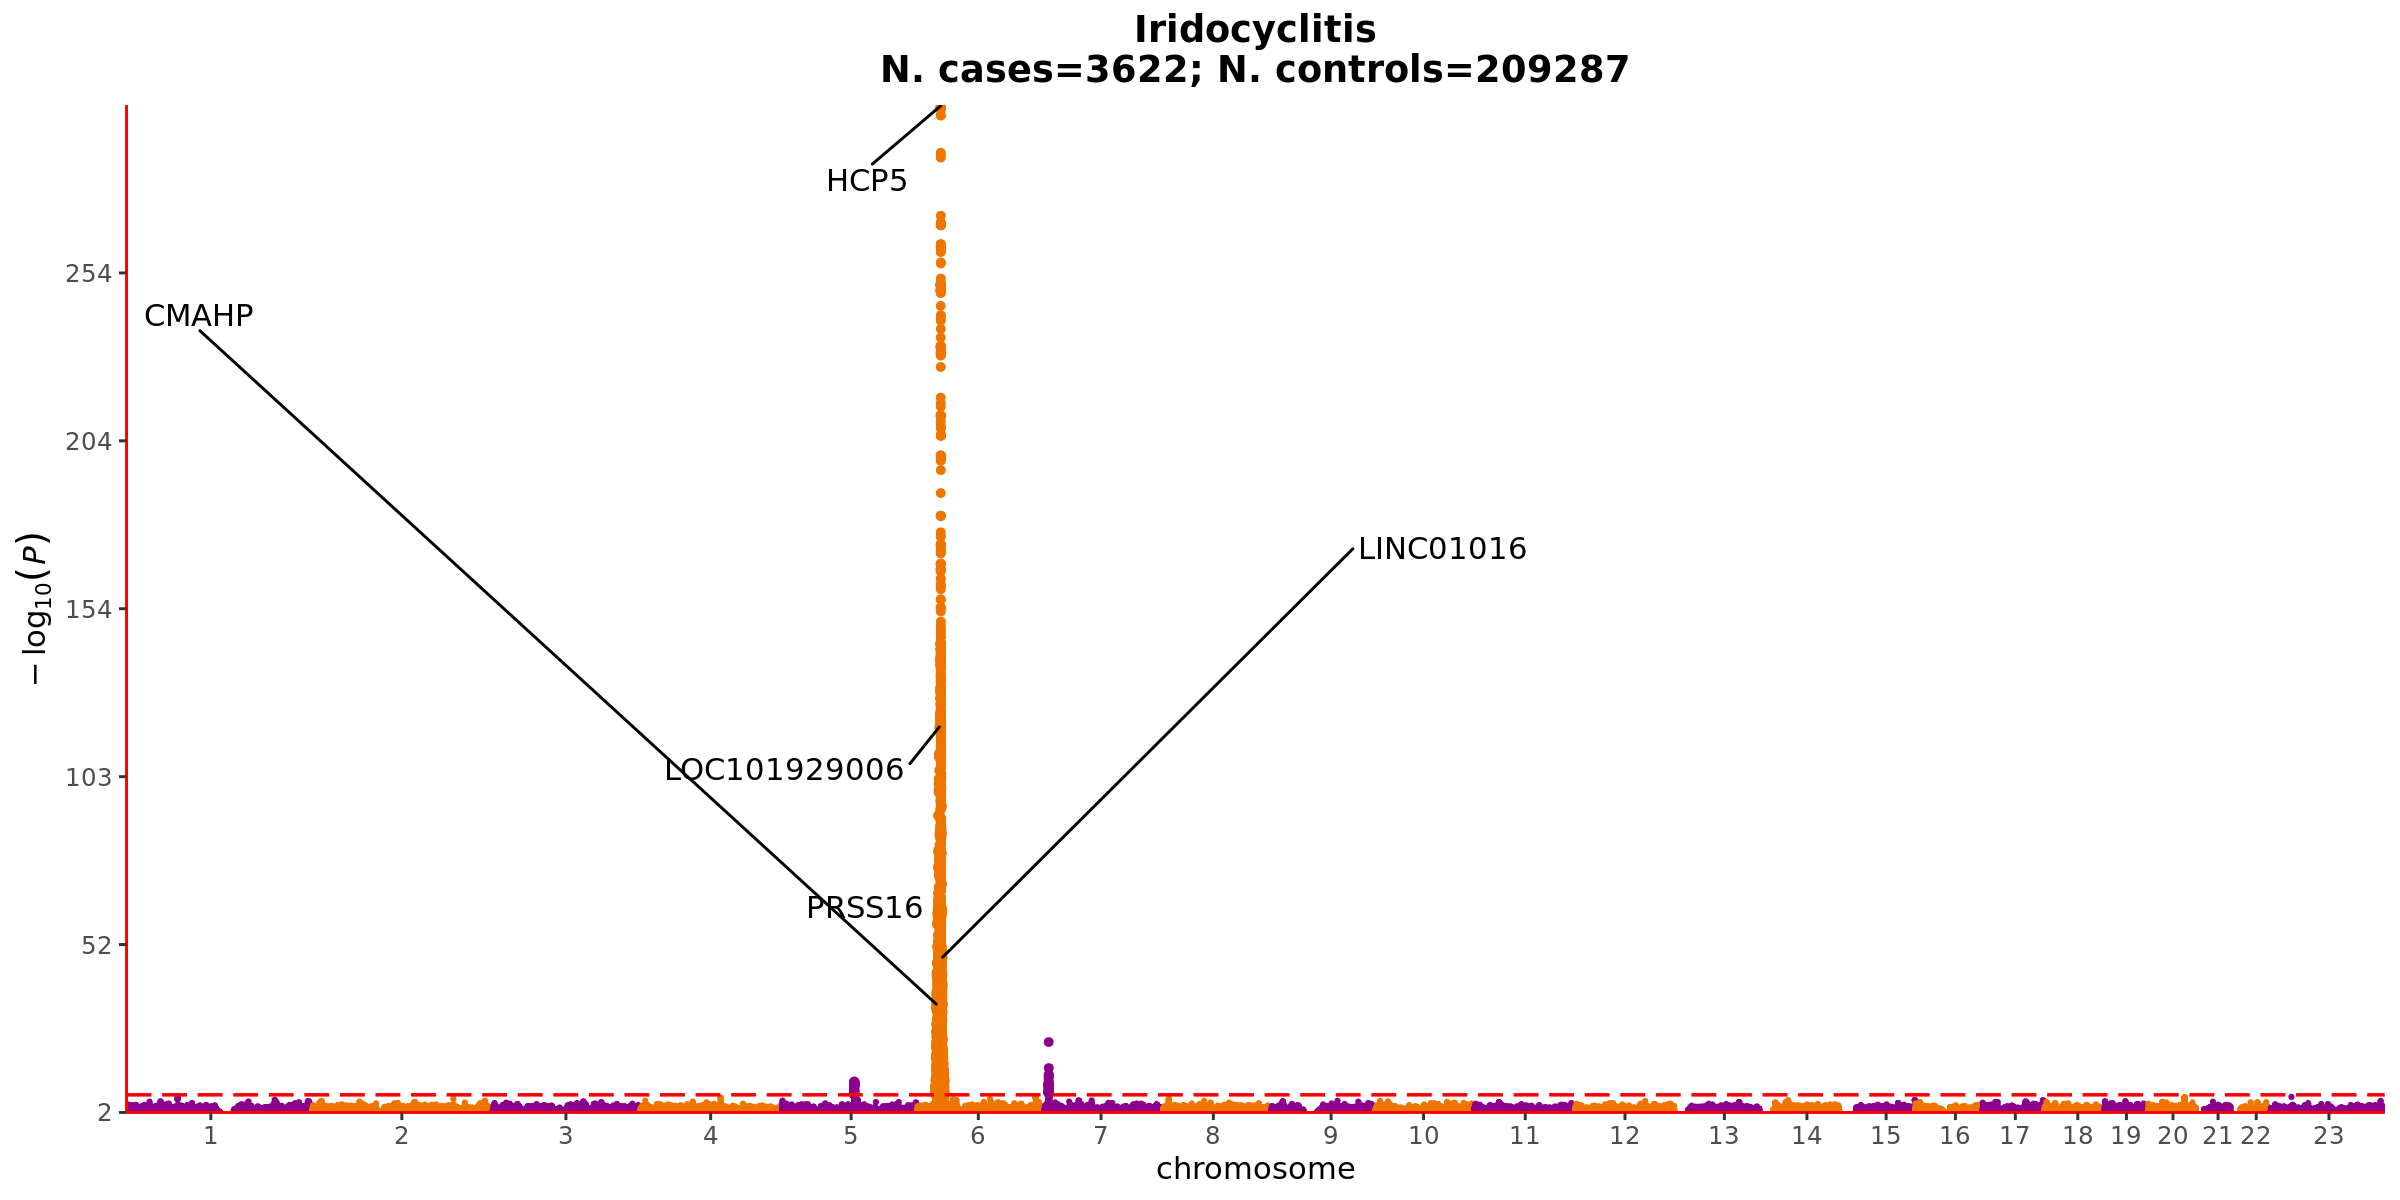 Iridocyclitis
N. cases=3622; N. controls=209287
HCP5
CMAHP
LINC01016
LOC101929006
PRSS16
−log10(P)
254
204
154
103
52
2
1 2 3 4 5 6 7 8 9 10 11 12 13 14 15 16 17 18 19 20 21 22 23
chromosome